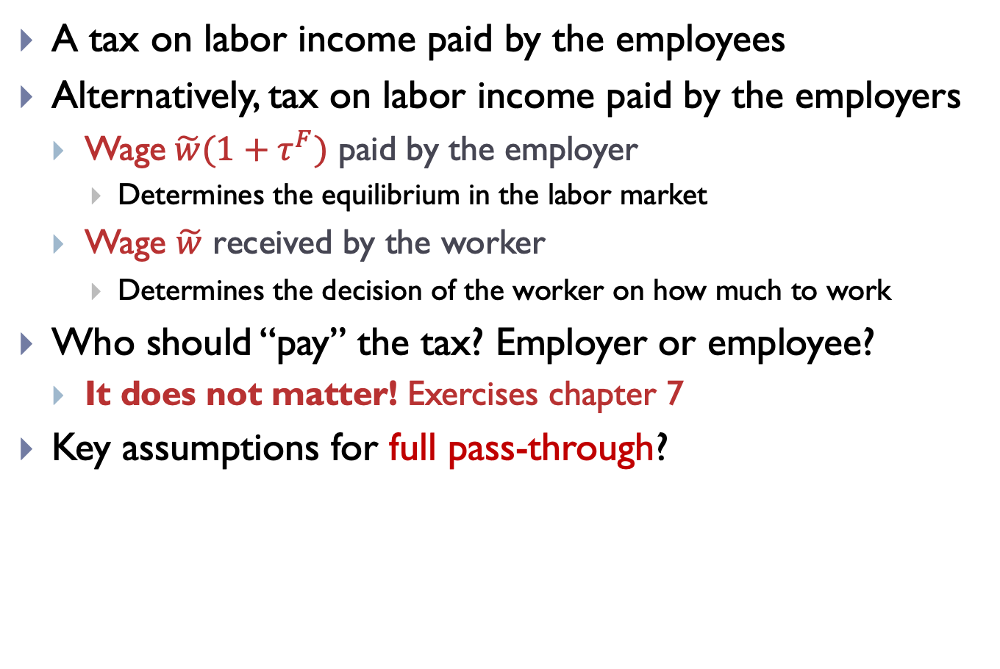 A tax on labor income paid by the employees
Alternatively, tax on labor income paid by the employers
Wage w̃(1 + τ^F) paid by the employer
Determines the equilibrium in the labor market
Wage w̃ received by the worker
Determines the decision of the worker on how much to work
Who should “pay” the tax? Employer or employee?
It does not matter! Exercises chapter 7
Key assumptions for full pass-through?